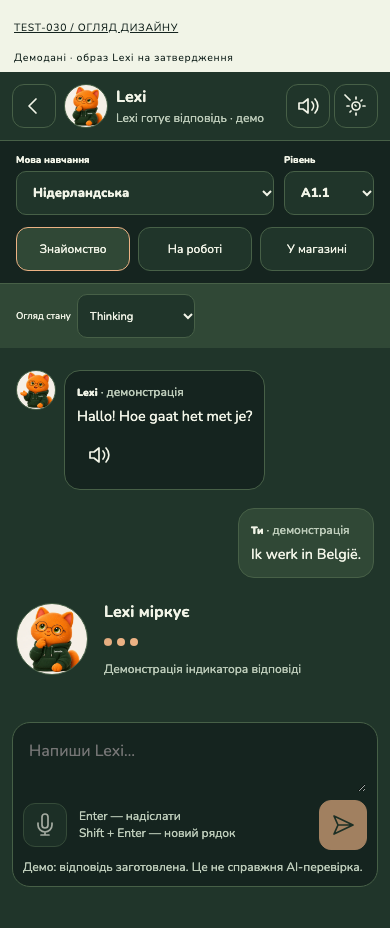 TEST-030 / ОГЛЯД ДИЗАЙНУ
Демодані · образ Lexi на затвердження
Lexi
Lexi готує відповідь · демо
Мова навчання
Рівень
Нідерландська
A1.1
Знайомство
На роботі
У магазині
Огляд стану
Thinking
Lexi · демонстрація
Hallo! Hoe gaat het met je?
Ти · демонстрація
Ik werk in België.
Lexi міркує
Демонстрація індикатора відповіді
Напиши Lexi...
Enter — надіслати
Shift + Enter — новий рядок
Демо: відповідь заготовлена. Це не справжня AI-перевірка.